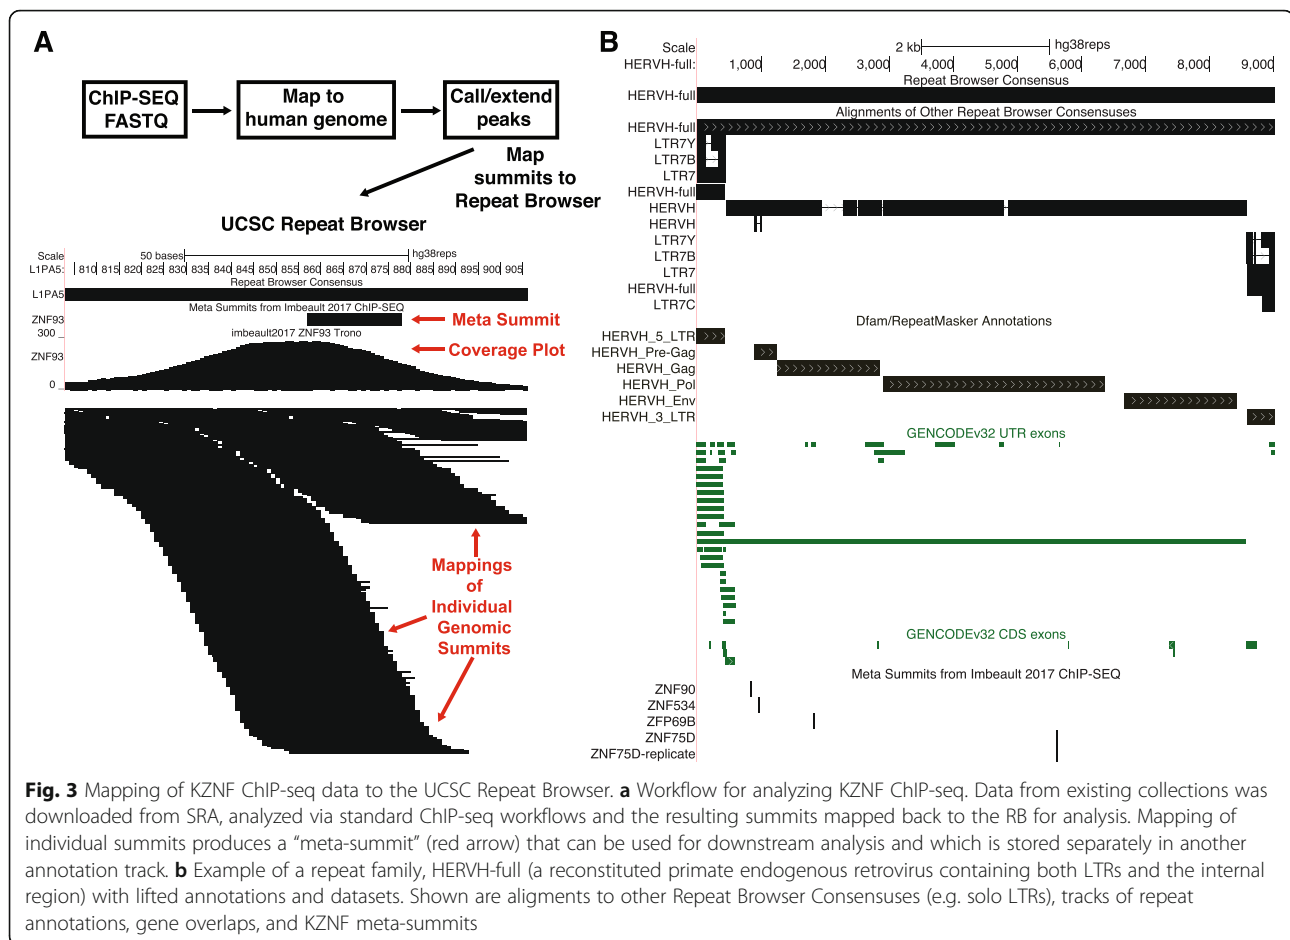 A
ChIP-SEQ
FASTQ
Map to
human genome
Call/extend
peaks
Map
summits to
Repeat Browser
UCSC Repeat Browser
Scale
50 bases
hg38reps
L1PA5:
810 815 820 825 830 835 840 845 850 855 860 865 870 875 880 885 890 895 900 905
Repeat Browser Consensus
L1PA5
Meta Summits from Imbeault 2017 ChIP-SEQ
ZNF93
Meta Summit
300
imbeault2017 ZNF93 Trono
ZNF93
Coverage Plot
0
Mappings
of
Individual
Genomic
Summits
B
Scale
2 kb
hg38reps
HERVH-full:
1,000 2,000 3,000 4,000 5,000 6,000 7,000 8,000 9,000
Repeat Browser Consensus
HERVH-full
Alignments of Other Repeat Browser Consensuses
HERVH-full
LTR7Y
LTR7B
LTR7
HERVH-full
HERVH
HERVH
LTR7Y
LTR7B
LTR7
HERVH-full
LTR7C
Dfam/RepeatMasker Annotations
HERVH_5_LTR
HERVH_Pre-Gag
HERVH_Gag
HERVH_Pol
HERVH_Env
HERVH_3_LTR
GENCODEv32 UTR exons
GENCODEv32 CDS exons
Meta Summits from Imbeault 2017 ChIP-SEQ
ZNF90
ZNF534
ZFP69B
ZNF75D
ZNF75D-replicate
Fig. 3 Mapping of KZNF ChIP-seq data to the UCSC Repeat Browser. a Workflow for analyzing KZNF ChIP-seq. Data from existing collections was
downloaded from SRA, analyzed via standard ChIP-seq workflows and the resulting summits mapped back to the RB for analysis. Mapping of
individual summits produces a “meta-summit” (red arrow) that can be used for downstream analysis and which is stored separately in another
annotation track. b Example of a repeat family, HERVH-full (a reconstituted primate endogenous retrovirus containing both LTRs and the internal
region) with lifted annotations and datasets. Shown are aligments to other Repeat Browser Consensuses (e.g. solo LTRs), tracks of repeat
annotations, gene overlaps, and KZNF meta-summits